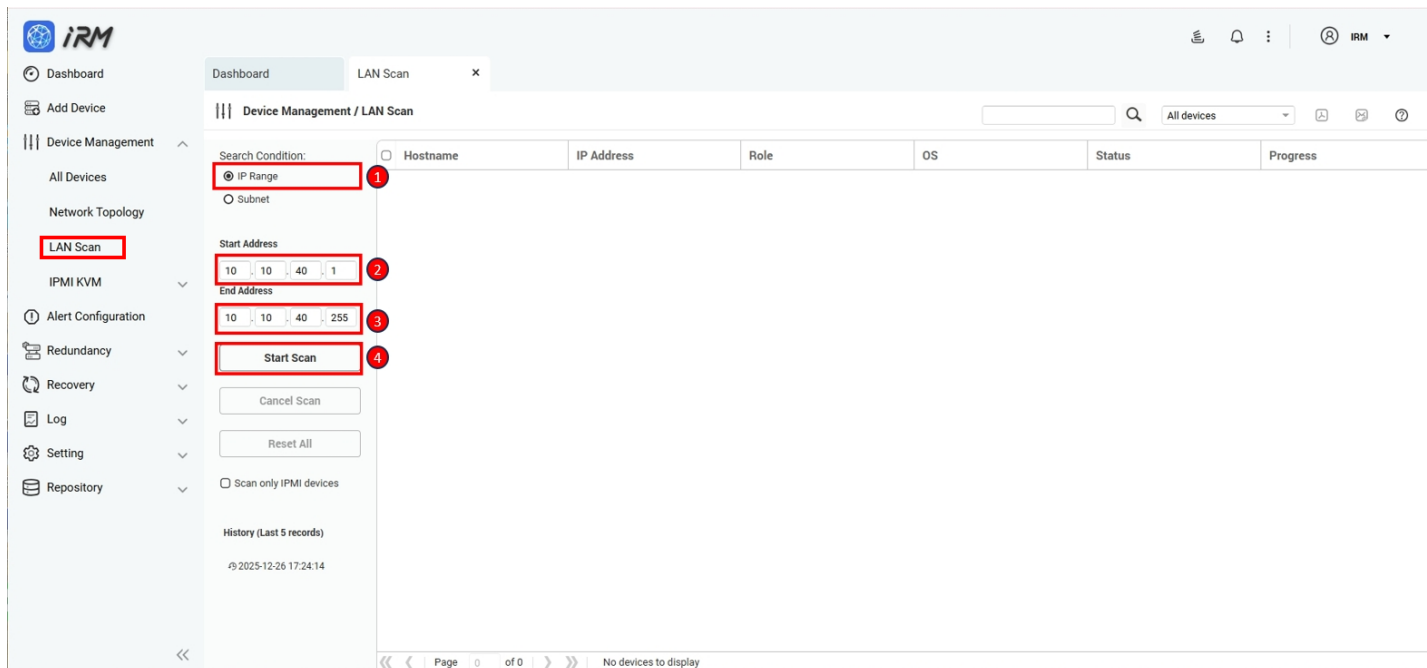 iRM
IRM
Dashboard
Add Device
Device Management
All Devices
Network Topology
LAN Scan
IPMI KVM
Alert Configuration
Redundancy
Recovery
Log
Setting
Repository
Dashboard
LAN Scan ×
Device Management / LAN Scan
All devices
Search Condition:
IP Range
1
Subnet
Start Address
10 . 10 . 40 . 1
2
End Address
10 . 10 . 40 . 255
3
Start Scan
4
Cancel Scan
Reset All
Scan only IPMI devices
History (Last 5 records)
2025-12-26 17:24:14
Hostname IP Address Role OS Status Progress
Page 0 of 0 No devices to display